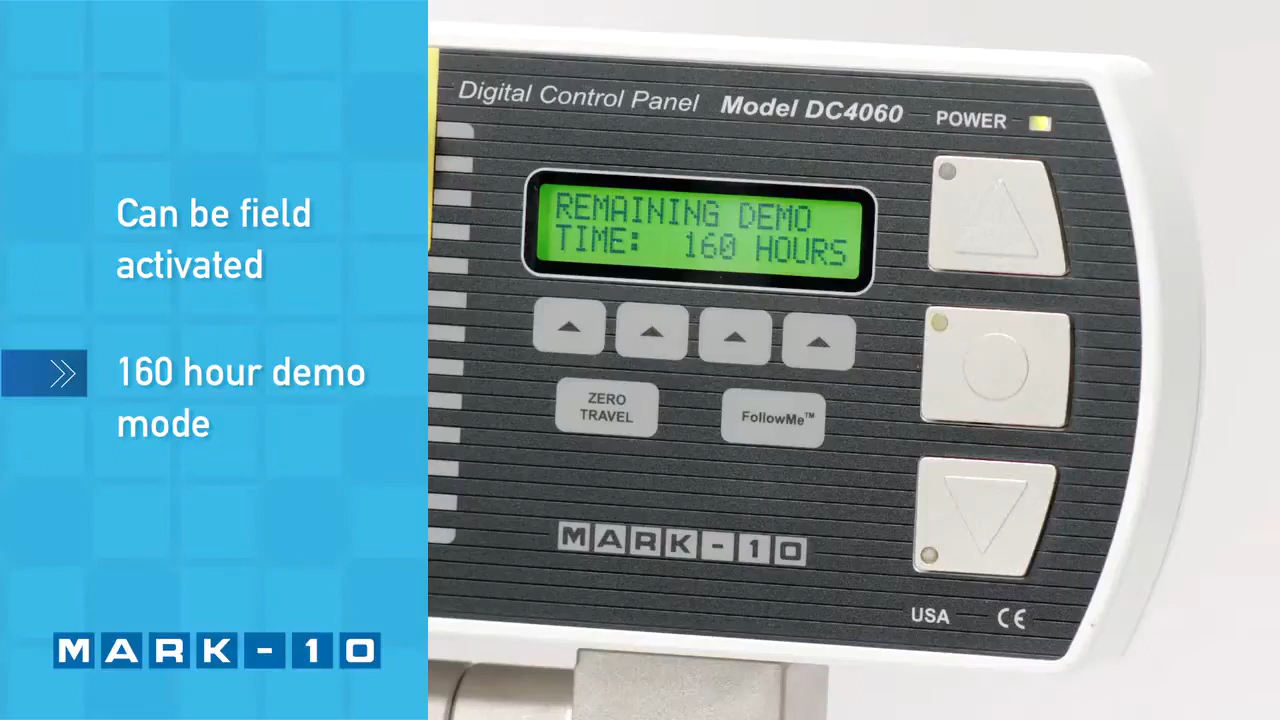 Can be field
activated
160 hour demo
mode
MARK-10
Digital Control Panel Model DC4060
POWER
REMAINING DEMO
TIME: 160 HOURS
ZERO
TRAVEL
FollowMe™
MARK-10
USA CE